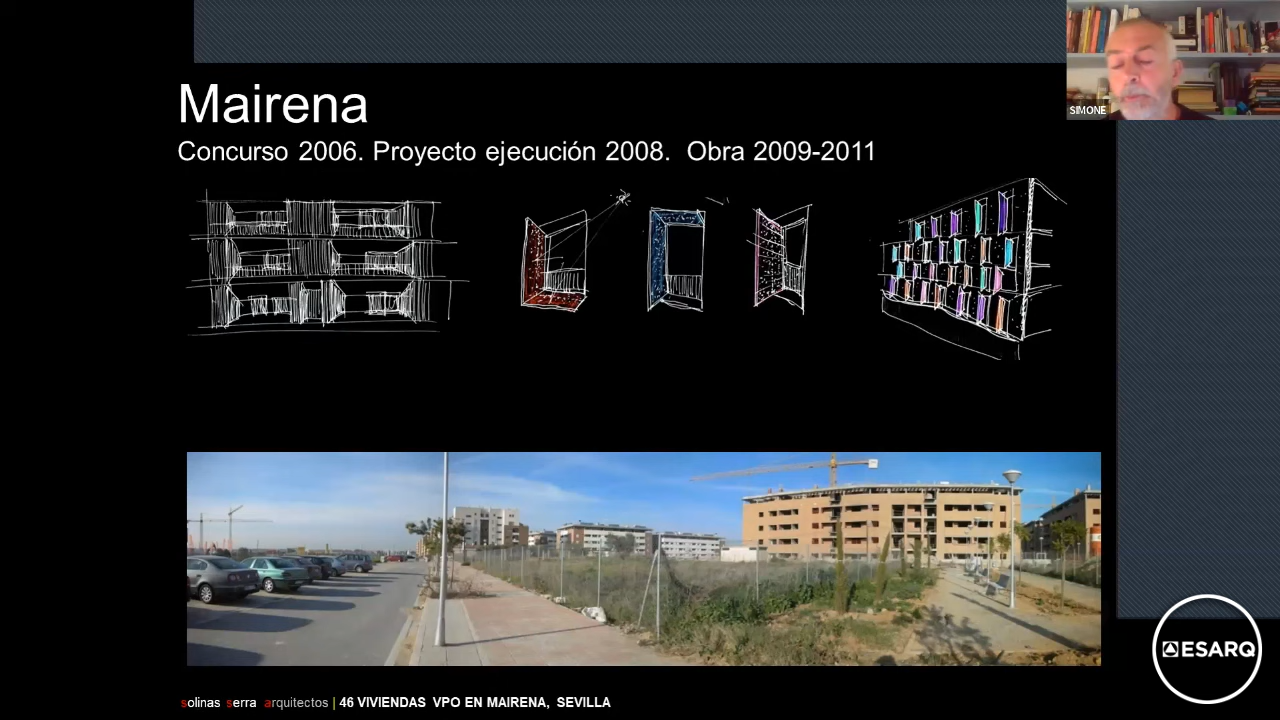 Mairena
SIMONE
Concurso 2006. Proyecto ejecución 2008. Obra 2009-2011
ESARQ
solinas serra arquitectos | 46 VIVIENDAS VPO EN MAIRENA, SEVILLA